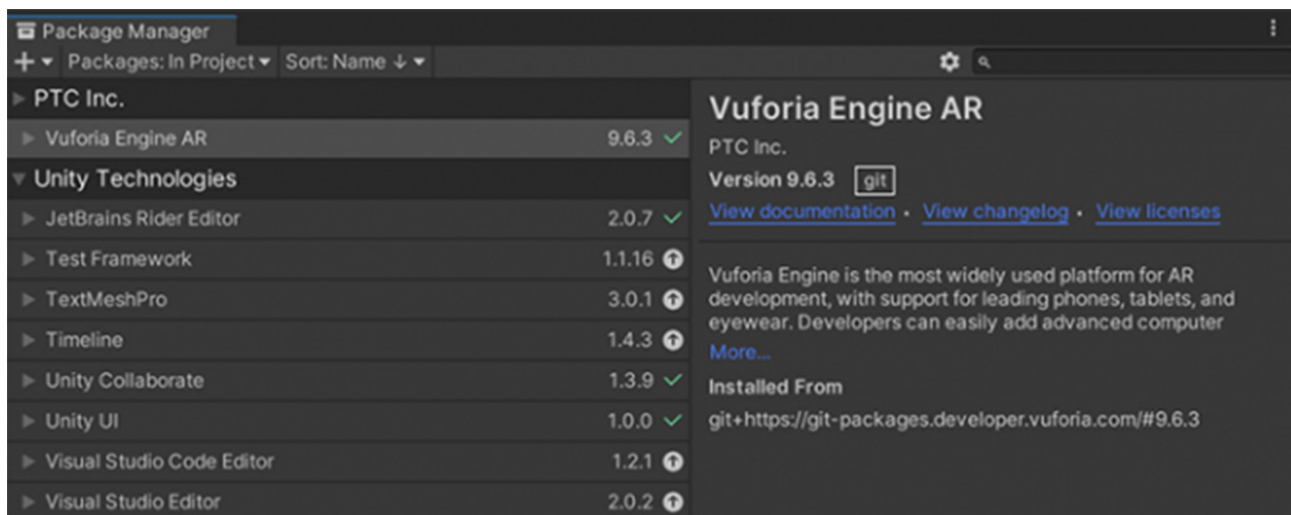 Package Manager
+ Packages: In Project Sort: Name ↓
PTC Inc.
Vuforia Engine AR 9.6.3
Unity Technologies
JetBrains Rider Editor 2.0.7
Test Framework 1.1.16
TextMeshPro 3.0.1
Timeline 1.4.3
Unity Collaborate 1.3.9
Unity UI 1.0.0
Visual Studio Code Editor 1.2.1
Visual Studio Editor 2.0.2
Vuforia Engine AR
PTC Inc.
Version 9.6.3 git
View documentation • View changelog • View licenses
Vuforia Engine is the most widely used platform for AR
development, with support for leading phones, tablets, and
eyewear. Developers can easily add advanced computer
More...
Installed From
git+https://git-packages.developer.vuforia.com/#9.6.3